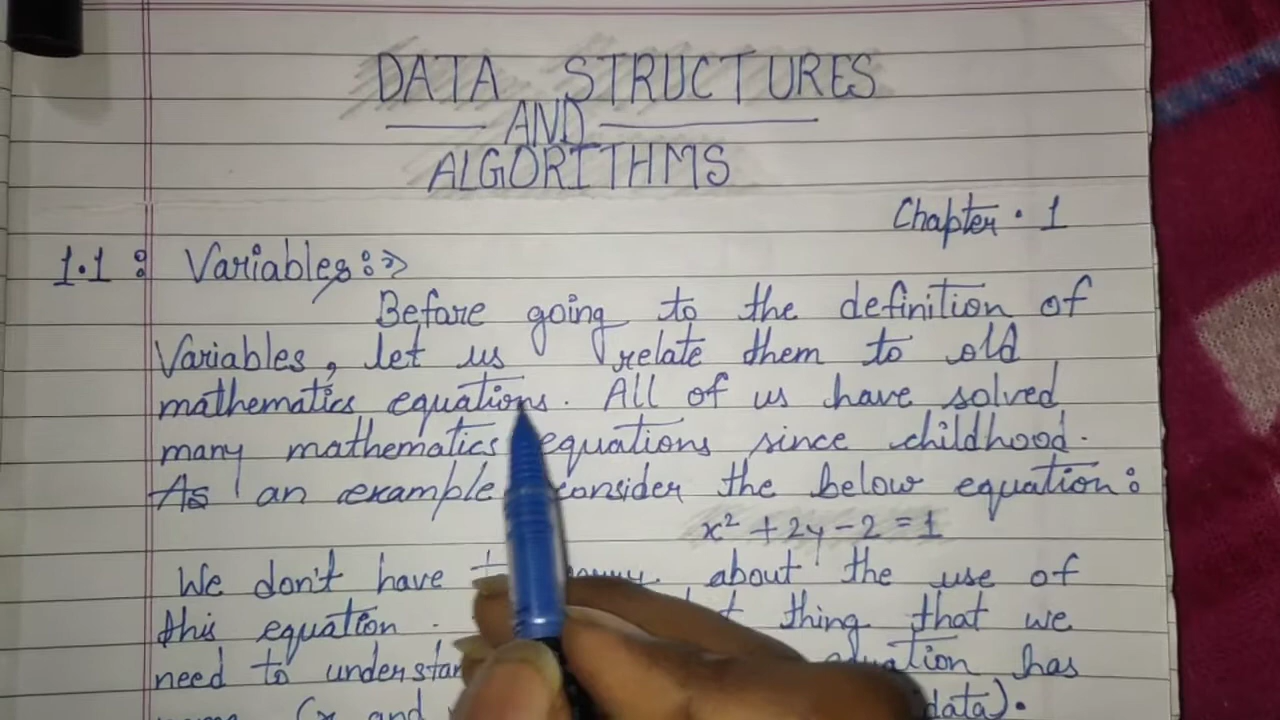 DATA STRUCTURES
AND
ALGORITHMS
Chapter · 1
1.1 : Variables :⇒
Before going to the definition of
Variables, let us relate them to old
mathematics equations. All of us have solved
many mathematics equations since childhood.
As an example consider the below equation:
x² + 2y - 2 = 1
We don't have about the use of
this equation. thing that we
need to has
(x and data).